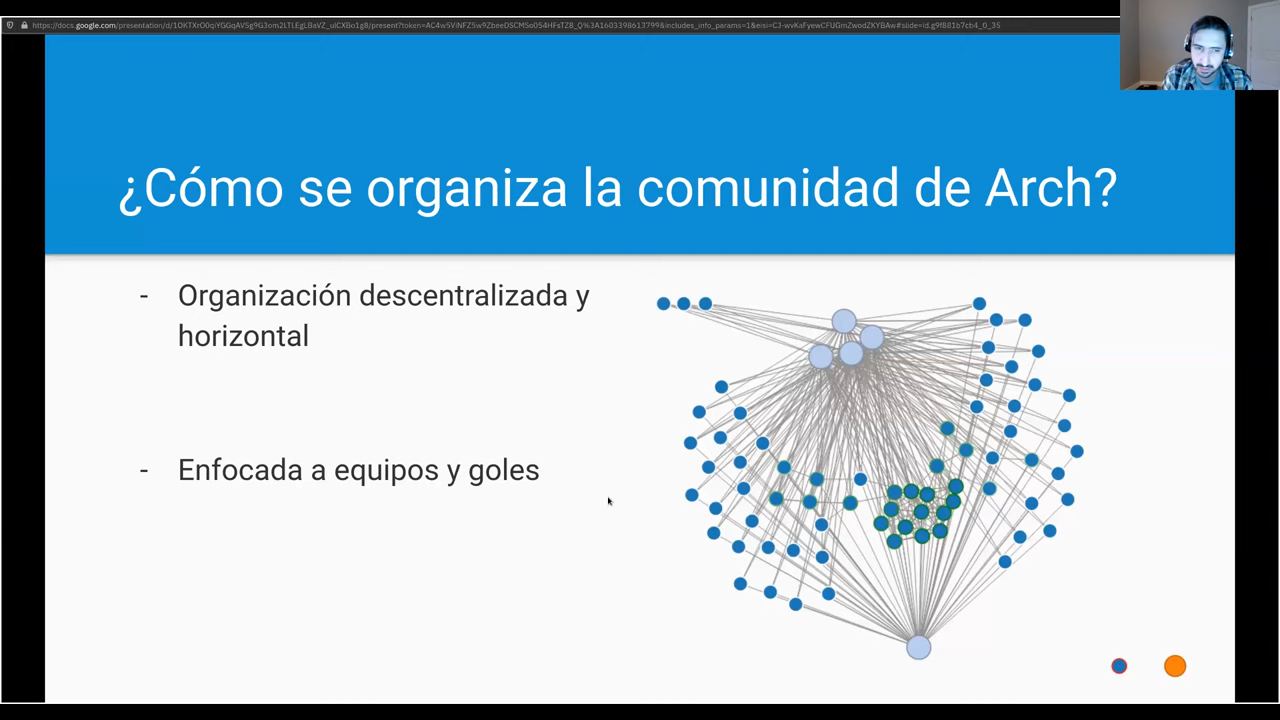 ¿Cómo se organiza la comunidad de Arch?
- Organización descentralizada y
horizontal
- Enfocada a equipos y goles